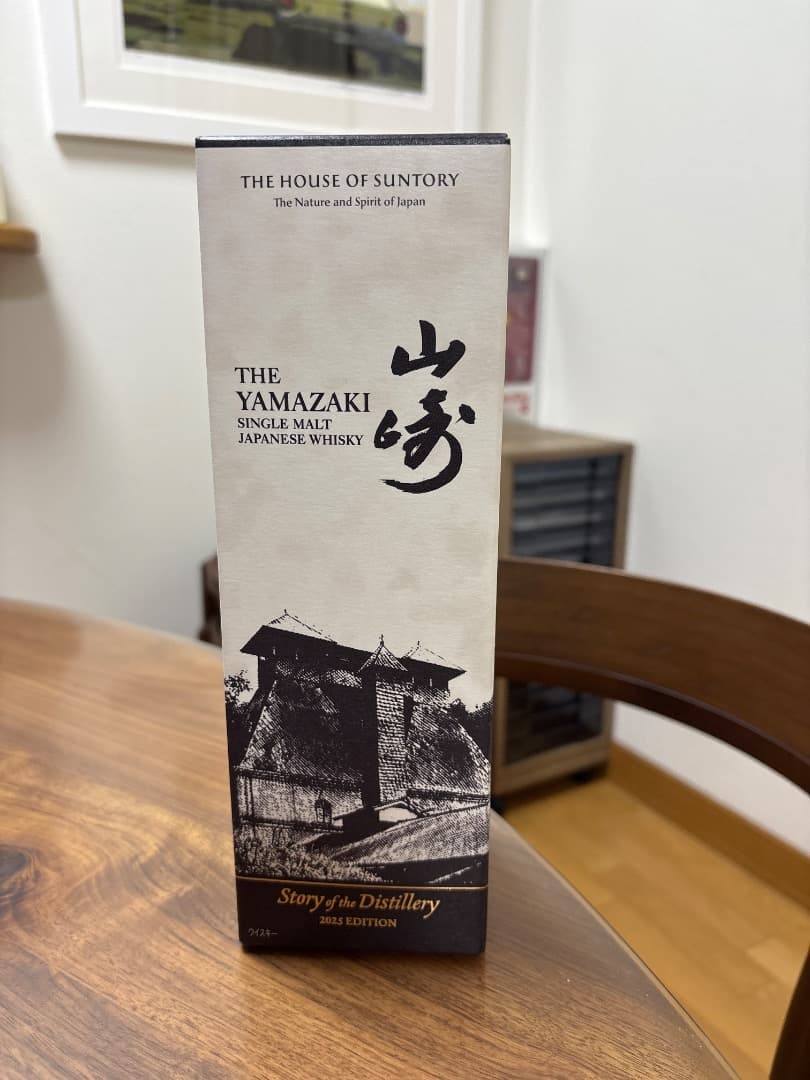 THE HOUSE OF SUNTORY
The Nature and Spirit of Japan
山崎
THE
YAMAZAKI
SINGLE MALT
JAPANESE WHISKY
Story of the Distillery
2025 EDITION
ウイスキー